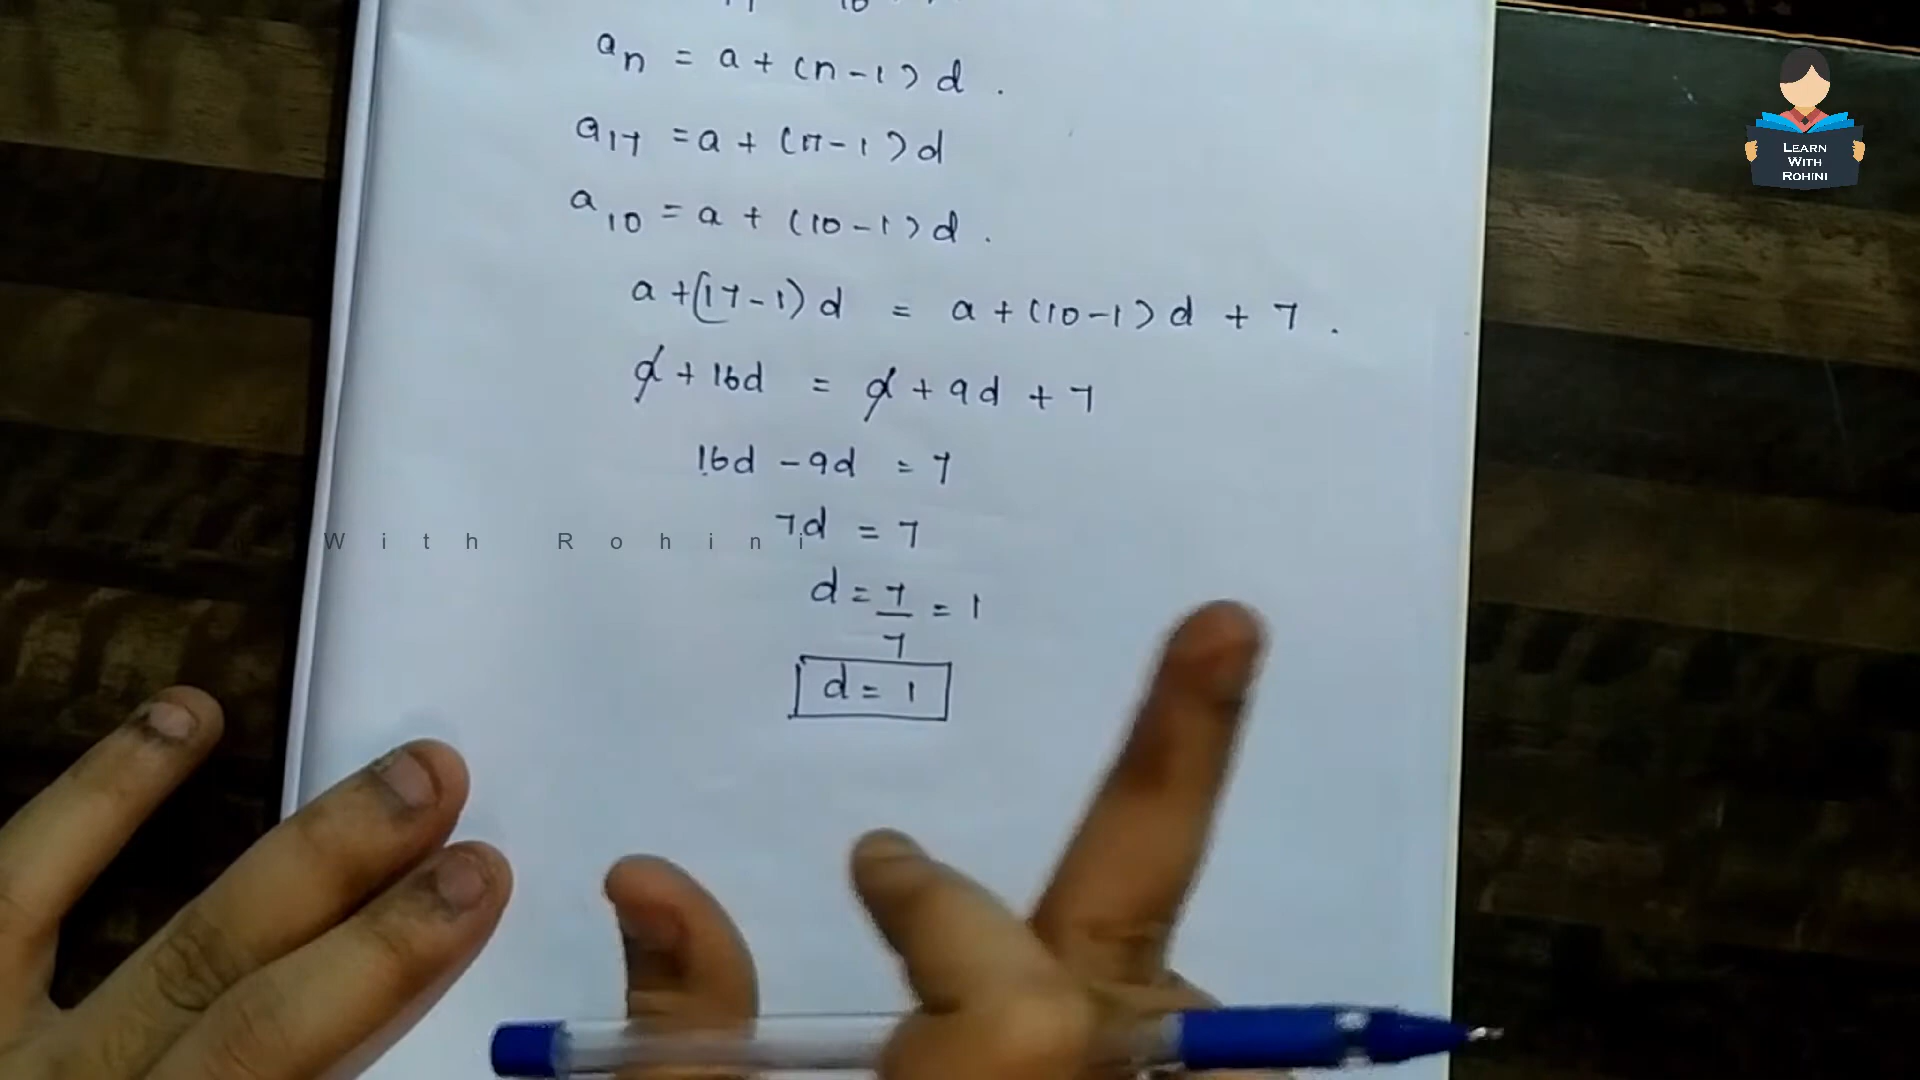 aₙ = a + (n - 1) d .
a₁₇ = a + (17 - 1) d
a₁₀ = a + (10 - 1) d .
a + (17 - 1) d = a + (10 - 1) d + 7 .
a + 16d = a + 9d + 7
16d - 9d = 7
7d = 7
d = 7/7 = 1
d = 1
With Rohini
LEARN
WITH
ROHINI